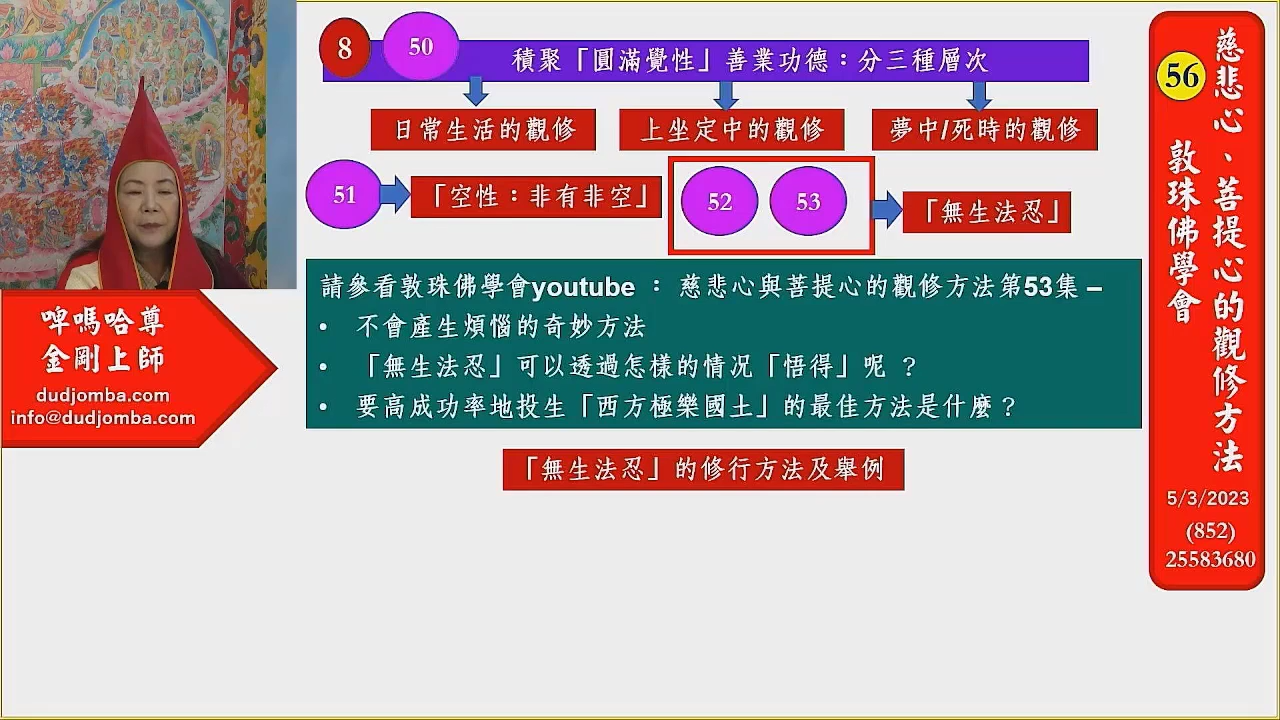 8
50
積聚「圓滿覺性」善業功德：分三種層次
日常生活的觀修
上坐定中的觀修
夢中/死時的觀修
51
「空性：非有非空」
52
53
「無生法忍」
請參看敦珠佛學會youtube ： 慈悲心與菩提心的觀修方法第53集 –
• 不會產生煩惱的奇妙方法
• 「無生法忍」可以透過怎樣的情况「悟得」呢 ？
• 要高成功率地投生「西方極樂國土」的最佳方法是什麼？
「無生法忍」的修行方法及舉例
啤嗎哈尊
金剛上師
dudjomba.com
info@dudjomba.com
56
慈悲心、菩提心的觀修方法
敦珠佛學會
5/3/2023
(852)
25583680